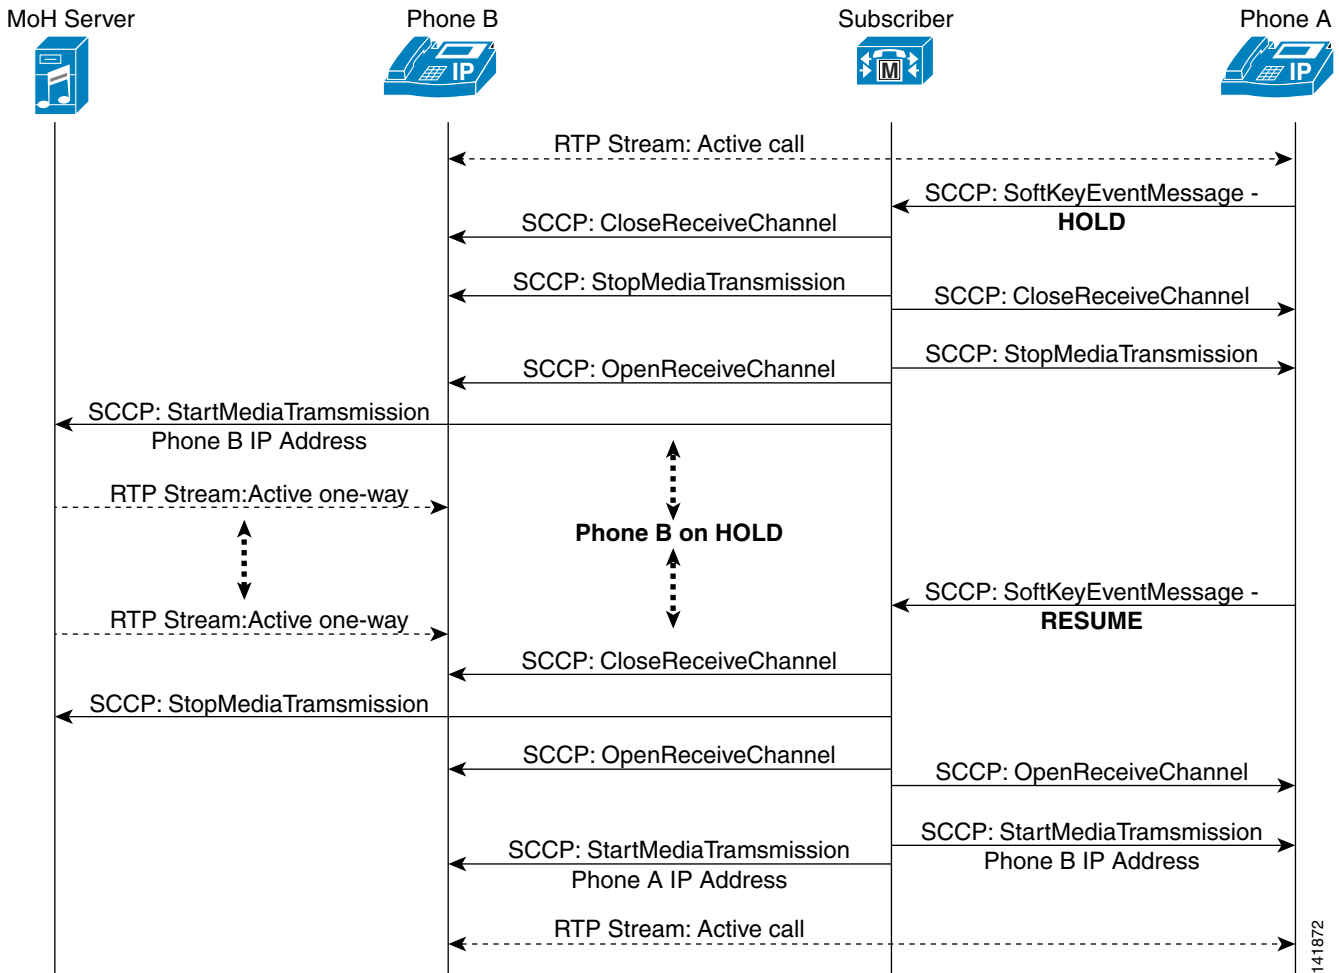 MoH Server
Phone B
Subscriber
Phone A
IP
M
IP
RTP Stream: Active call
SCCP: SoftKeyEventMessage -
HOLD
SCCP: CloseReceiveChannel
SCCP: StopMediaTransmission
SCCP: CloseReceiveChannel
SCCP: StopMediaTransmission
SCCP: OpenReceiveChannel
SCCP: StartMediaTramsmission
Phone B IP Address
RTP Stream:Active one-way
Phone B on HOLD
SCCP: SoftKeyEventMessage -
RESUME
RTP Stream:Active one-way
SCCP: CloseReceiveChannel
SCCP: StopMediaTramsmission
SCCP: OpenReceiveChannel
SCCP: OpenReceiveChannel
SCCP: StartMediaTramsmission
Phone B IP Address
SCCP: StartMediaTramsmission
Phone A IP Address
RTP Stream: Active call
141872